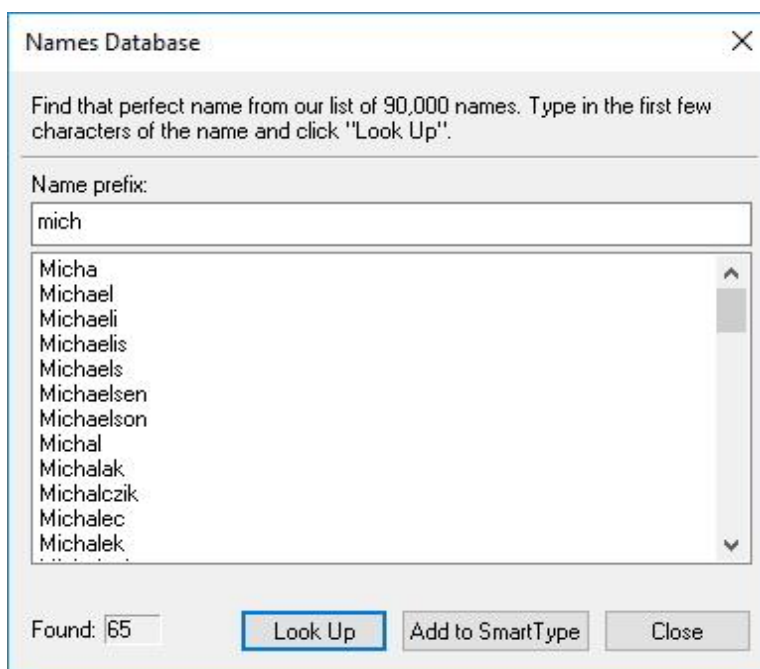 Names Database
Find that perfect name from our list of 90,000 names. Type in the first few
characters of the name and click "Look Up".
Name prefix:
mich
Micha
Michael
Michaeli
Michaelis
Michaels
Michaelsen
Michaelson
Michal
Michalak
Michalczik
Michalec
Michalek
Found: 65
Look Up
Add to SmartType
Close